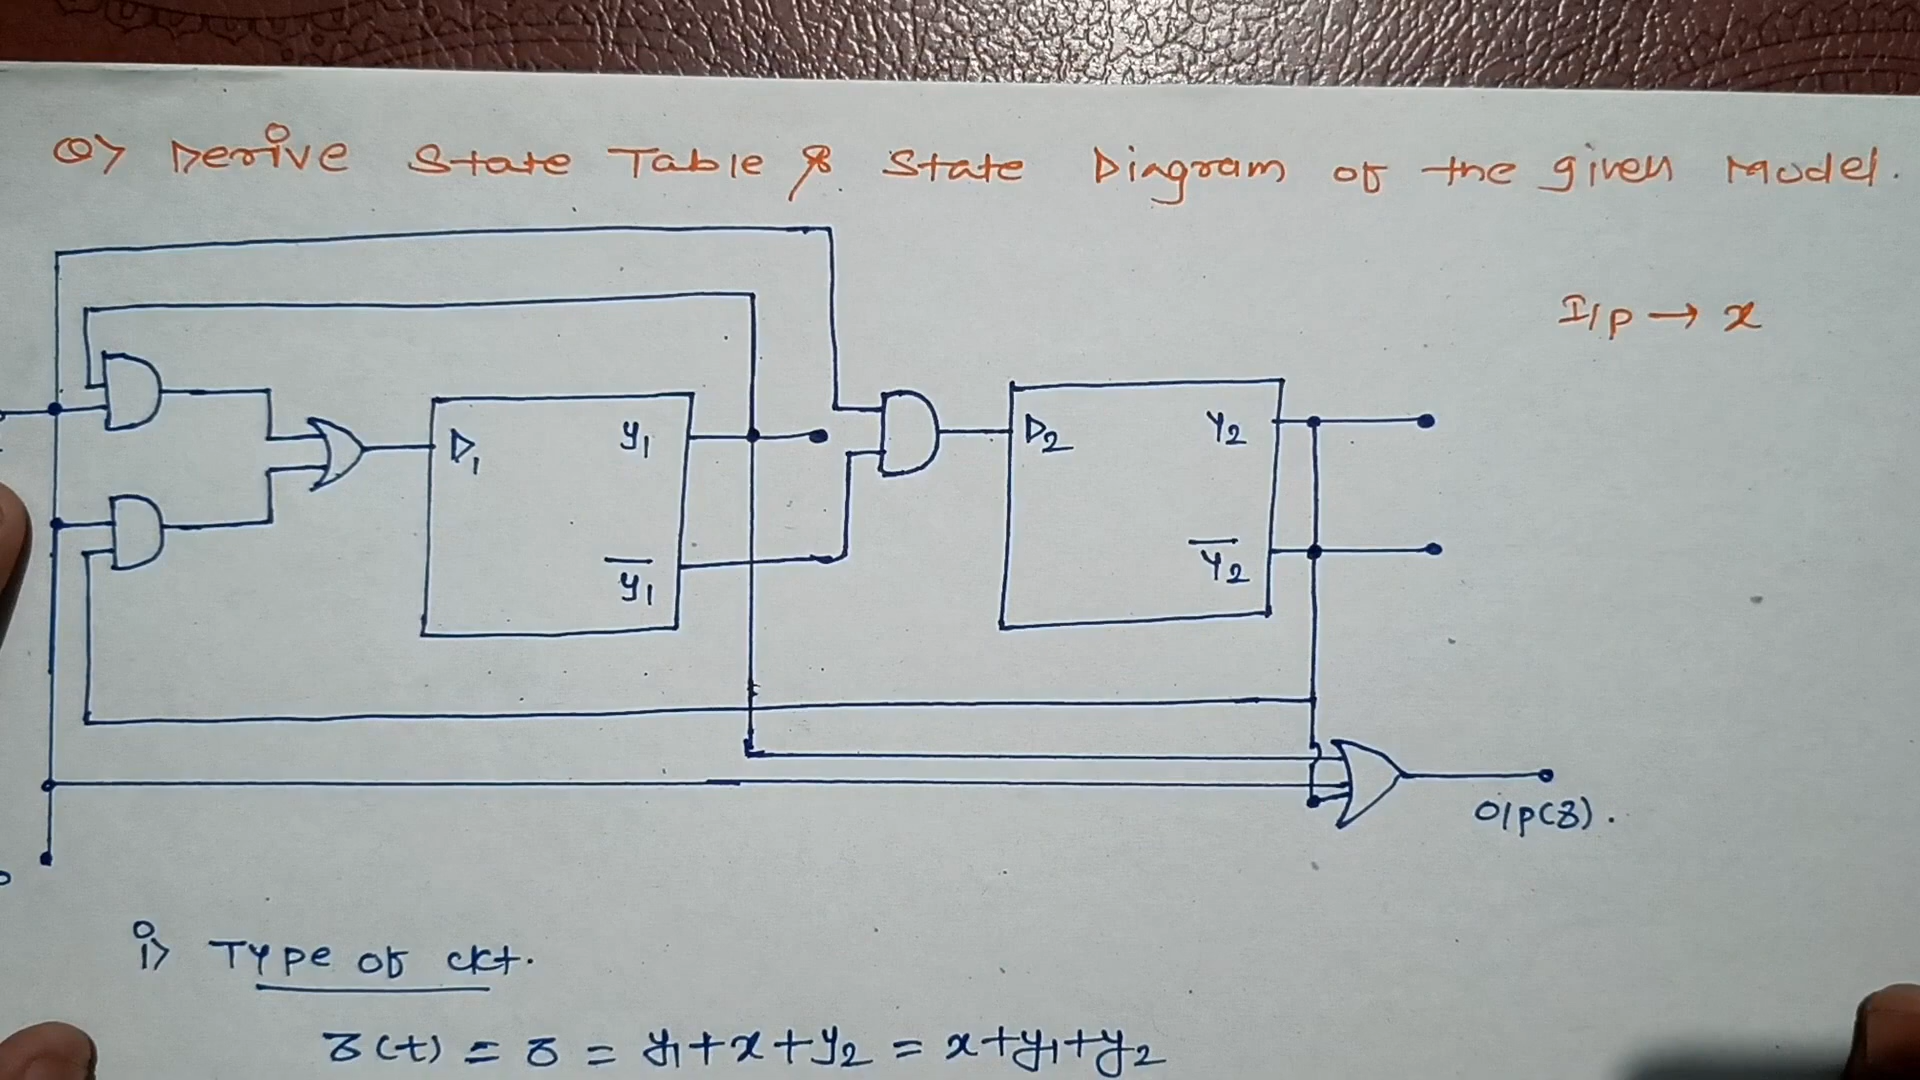 Q) Derive State Table & State Diagram of the given Model.
I/P → x
D1
y1
y̅1
D2
Y2
Y̅2
O/P(z).
i) Type of ckt.
z(t) = z = y1+x+y2 = x+y1+y2